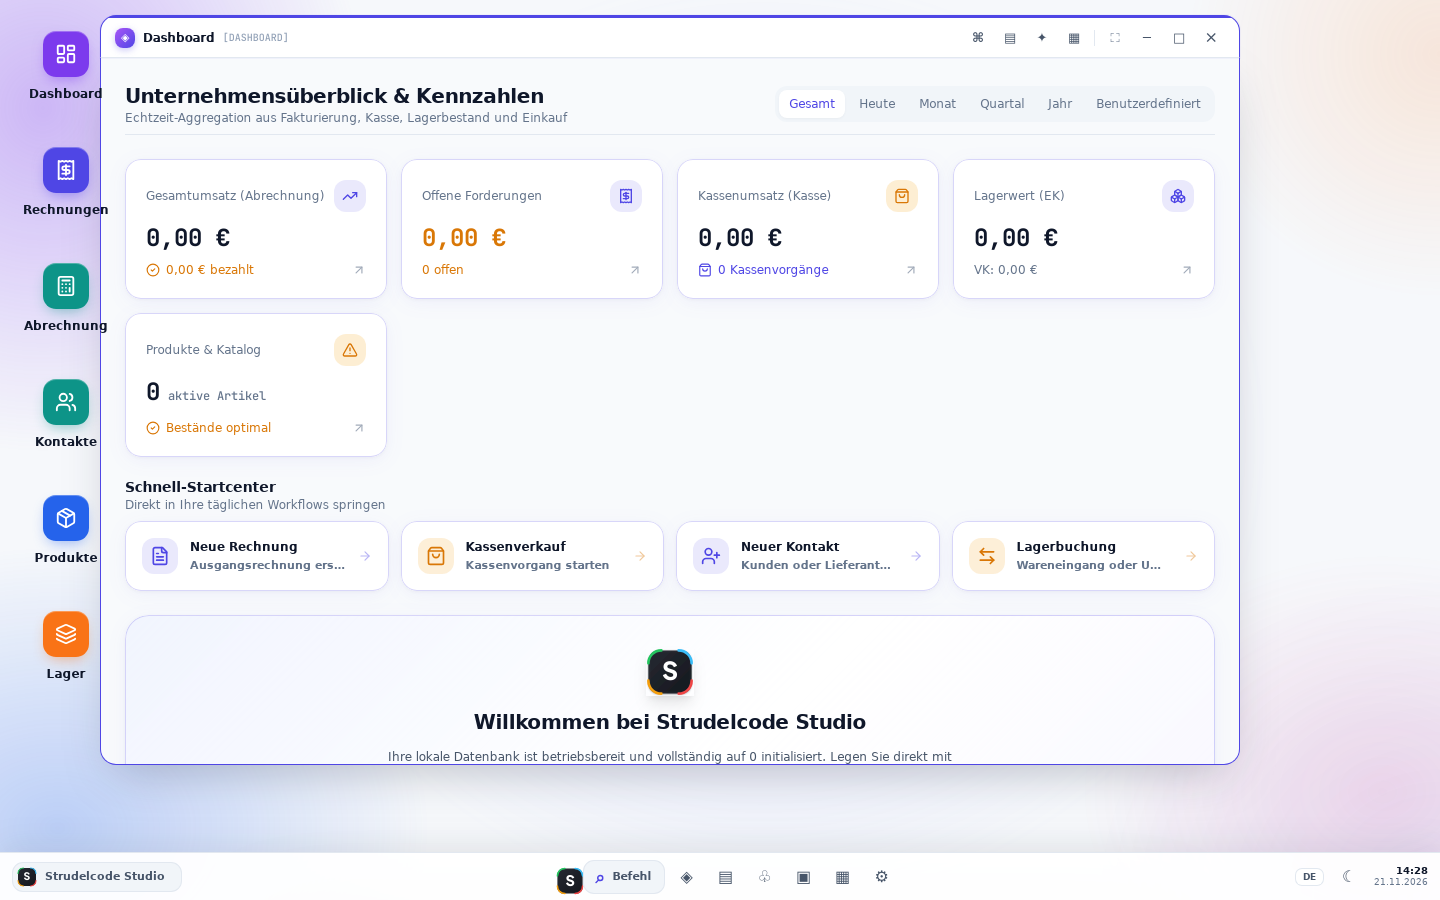 Dashboard
Rechnungen
Abrechnung
Kontakte
Produkte
Lager
Dashboard [DASHBOARD]
Unternehmensüberblick & Kennzahlen
Echtzeit-Aggregation aus Fakturierung, Kasse, Lagerbestand und Einkauf
Gesamt Heute Monat Quartal Jahr Benutzerdefiniert
Gesamtumsatz (Abrechnung)
0,00 €
0,00 € bezahlt
Offene Forderungen
0,00 €
0 offen
Kassenumsatz (Kasse)
0,00 €
0 Kassenvorgänge
Lagerwert (EK)
0,00 €
VK: 0,00 €
Produkte & Katalog
0 aktive Artikel
Bestände optimal
Schnell-Startcenter
Direkt in Ihre täglichen Workflows springen
Neue Rechnung
Ausgangsrechnung ers...
Kassenverkauf
Kassenvorgang starten
Neuer Kontakt
Kunden oder Lieferant...
Lagerbuchung
Wareneingang oder U...
S
Willkommen bei Strudelcode Studio
Ihre lokale Datenbank ist betriebsbereit und vollständig auf 0 initialisiert. Legen Sie direkt mit
S Strudelcode Studio
S
Befehl
DE
14:28
21.11.2026